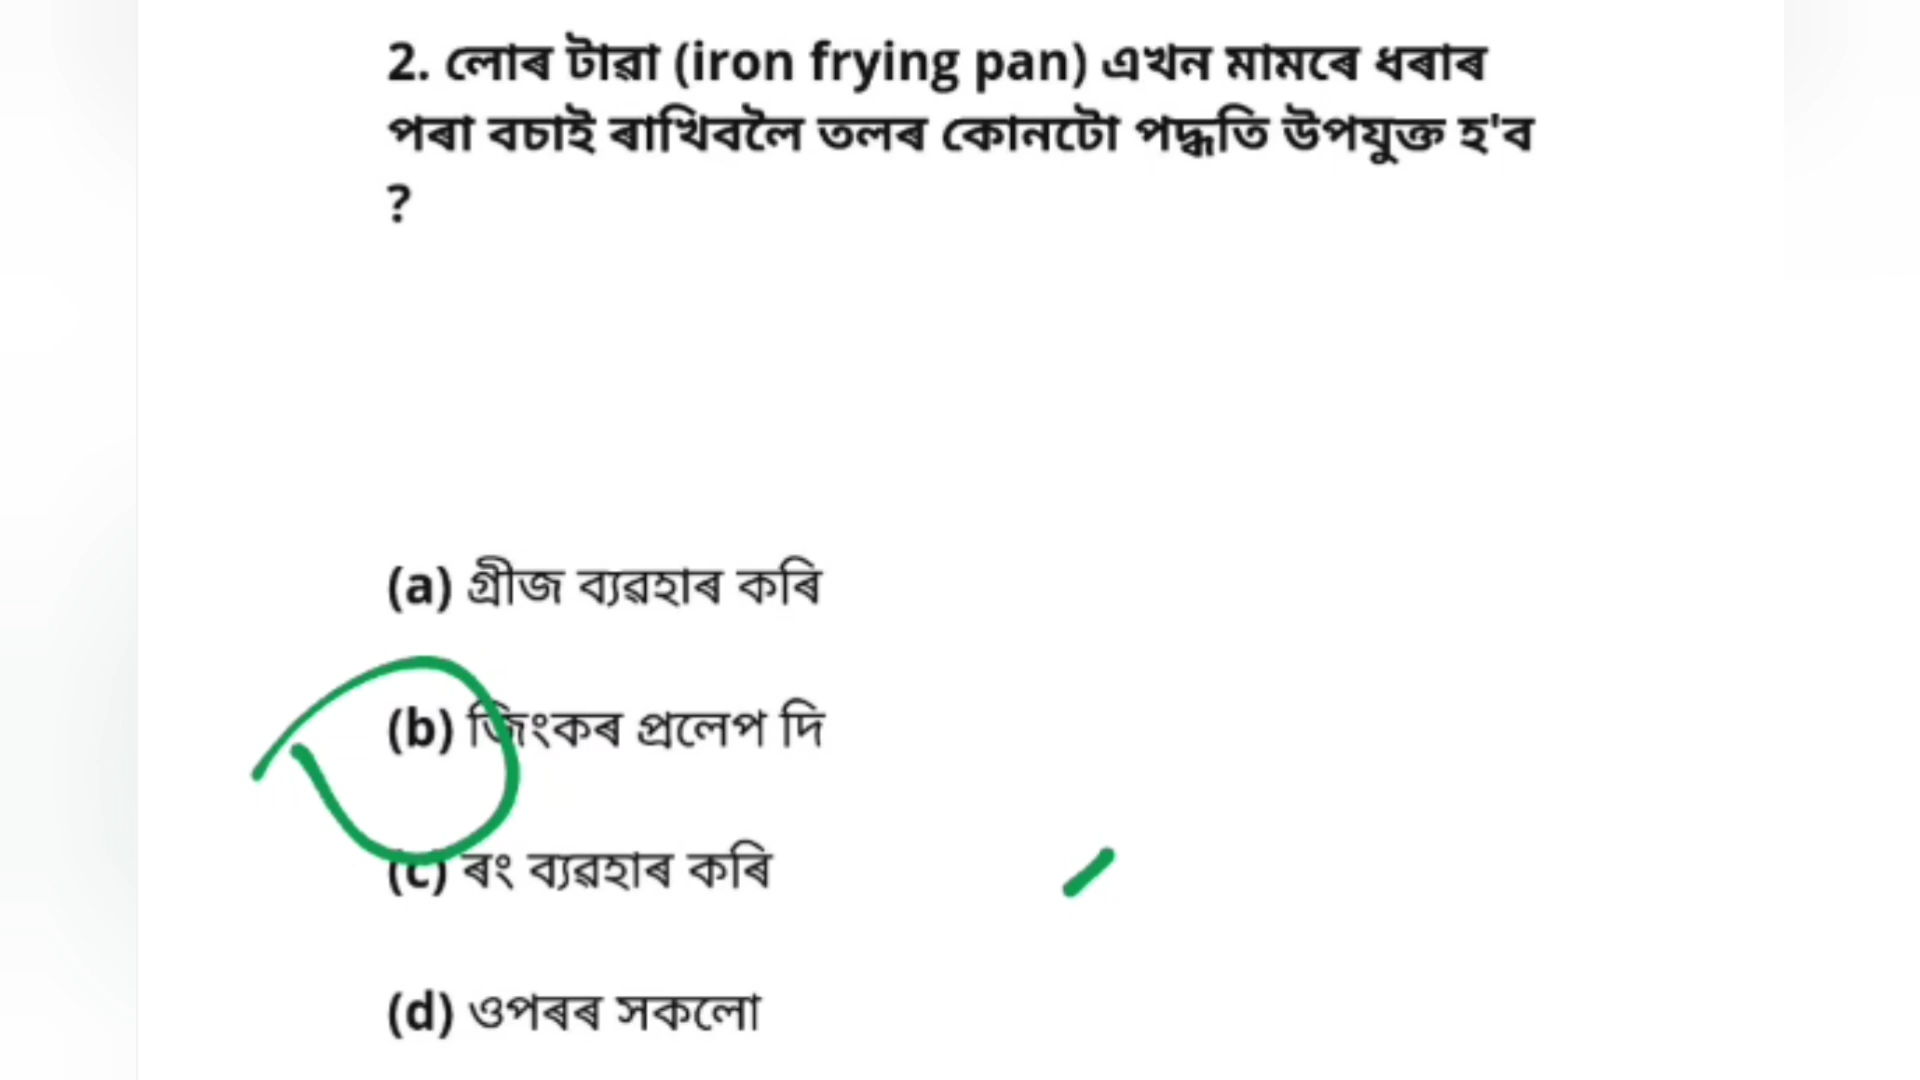 2. লোৰ টাৱা (iron frying pan) এখন মামৰে ধৰাৰ
পৰা বচাই ৰাখিবলৈ তলৰ কোনটো পদ্ধতি উপযুক্ত হ'ব
?
(a) গ্ৰীজ ব্যৱহাৰ কৰি
(b) জিংকৰ প্ৰলেপ দি
(c) ৰং ব্যৱহাৰ কৰি
(d) ওপৰৰ সকলো